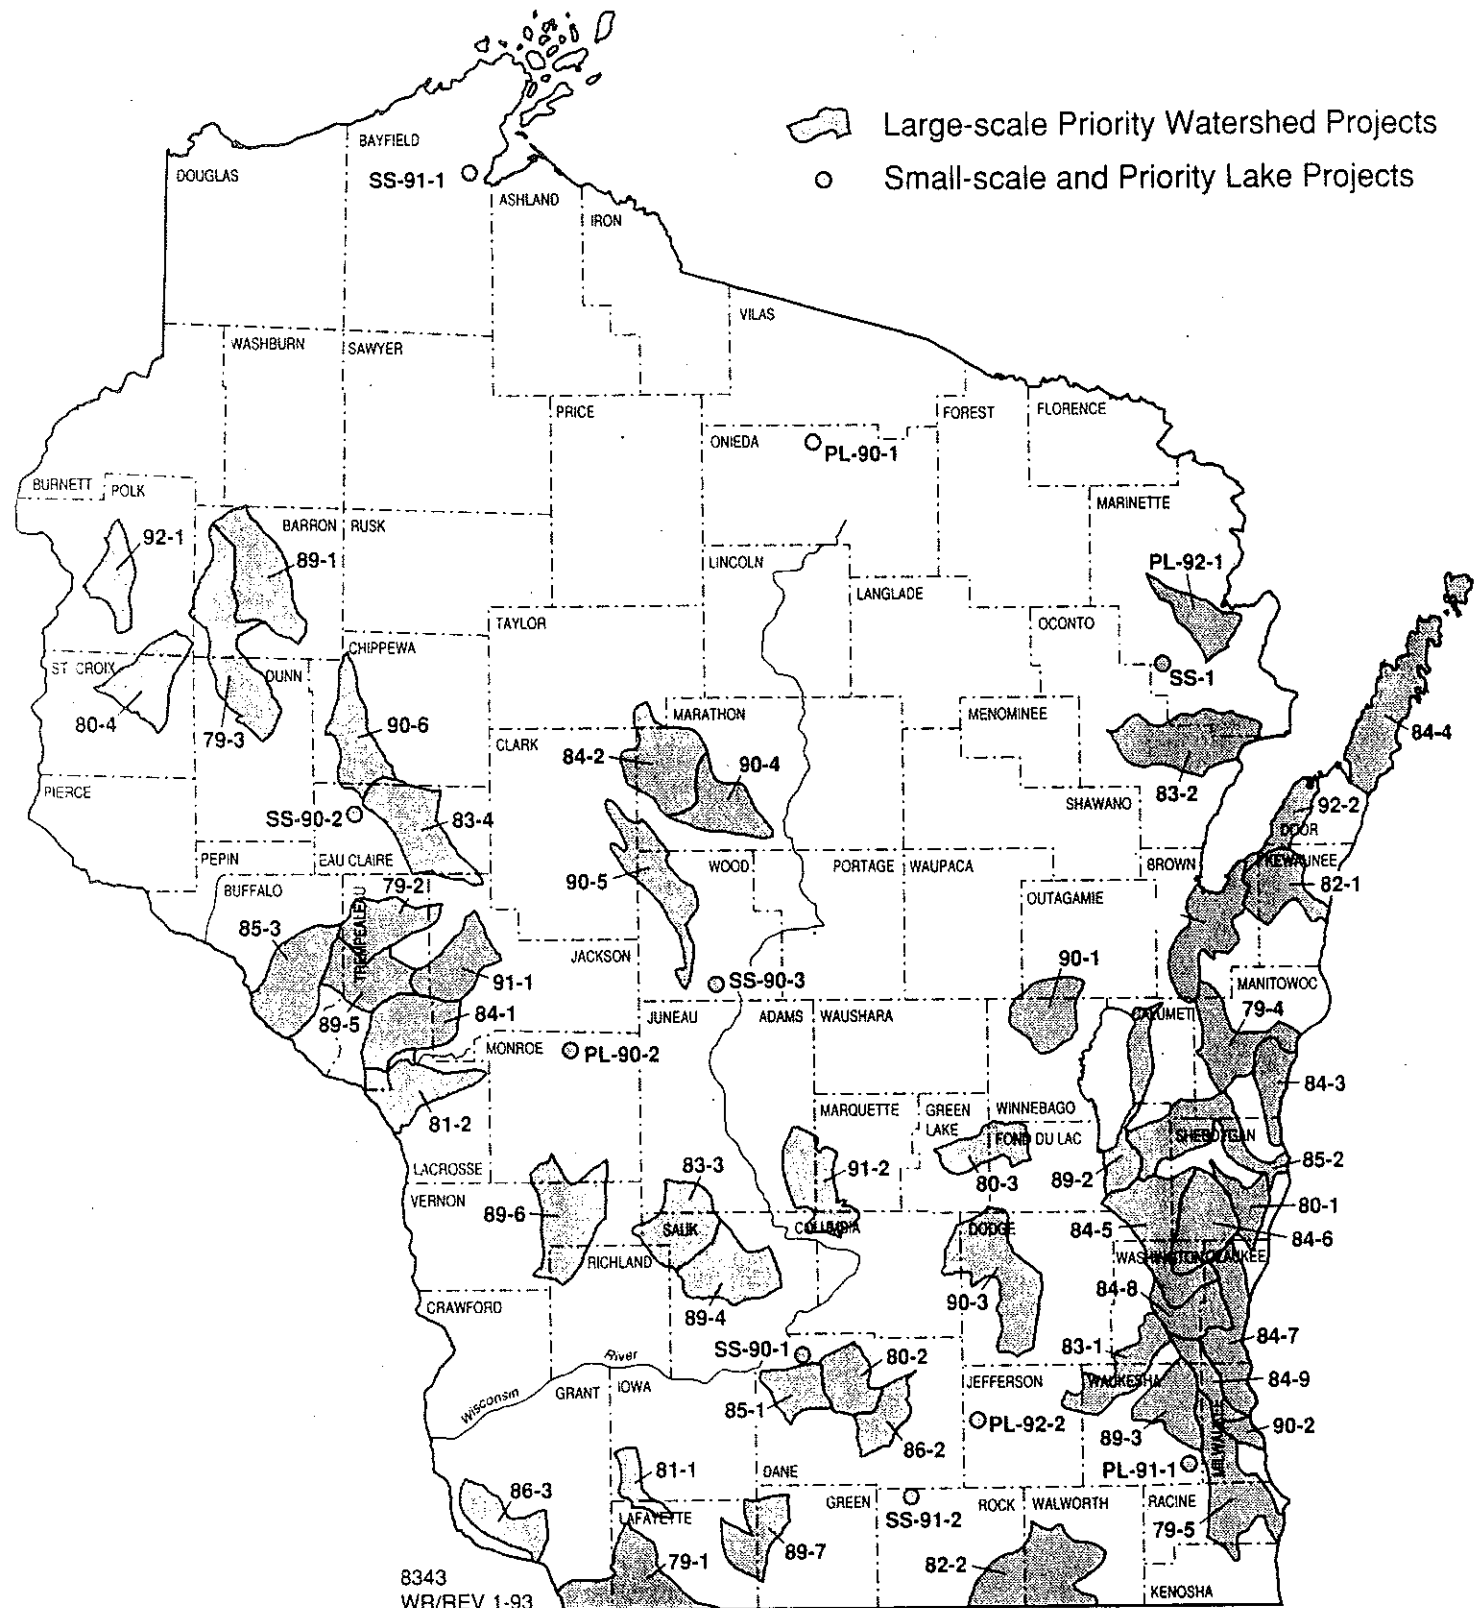 Large-scale Priority Watershed Projects
Small-scale and Priority Lake Projects
BAYFIELD
DOUGLAS
SS-91-1
ASHLAND
IRON
VILAS
WASHBURN
SAWYER
PRICE
ONIEDA
PL-90-1
FOREST
FLORENCE
BURNETT
POLK
MARINETTE
92-1
BARRON
RUSK
89-1
LINCOLN
PL-92-1
LANGLADE
TAYLOR
OCONTO
CHIPPEWA
ST CROIX
DUNN
SS-1
80-4
79-3
90-6
MARATHON
MENOMINEE
84-4
CLARK
84-2
90-4
PIERCE
83-2
SHAWANO
92-2
SS-90-2
83-4
DOOR
PEPIN
EAU CLAIRE
WOOD
PORTAGE
WAUPACA
BROWN
KEWAUNEE
90-5
82-1
BUFFALO
79-2
OUTAGAMIE
85-3
TREMPEALEAU
JACKSON
90-1
91-1
SS-90-3
MANITOWOC
89-5
84-1
JUNEAU
ADAMS
WAUSHARA
CALUMET
79-4
MONROE
PL-90-2
84-3
81-2
MARQUETTE
GREEN
LAKE
WINNEBAGO
FOND DU LAC
SHEBOYGAN
LACROSSE
83-3
91-2
80-3
89-2
85-2
VERNON
89-6
80-1
SAUK
COLUMBIA
DODGE
84-5
84-6
RICHLAND
WASHINGTON
OZAUKEE
89-4
84-8
CRAWFORD
90-3
83-1
84-7
SS-90-1
80-2
Wisconsin
River
GRANT
IOWA
JEFFERSON
WAUKESHA
84-9
85-1
PL-92-2
86-2
89-3
MILWAUKEE
90-2
81-1
DANE
PL-91-1
86-3
GREEN
SS-91-2
ROCK
WALWORTH
RACINE
LAFAYETTE
79-5
89-7
79-1
82-2
KENOSHA
8343
WR/REV 1-93